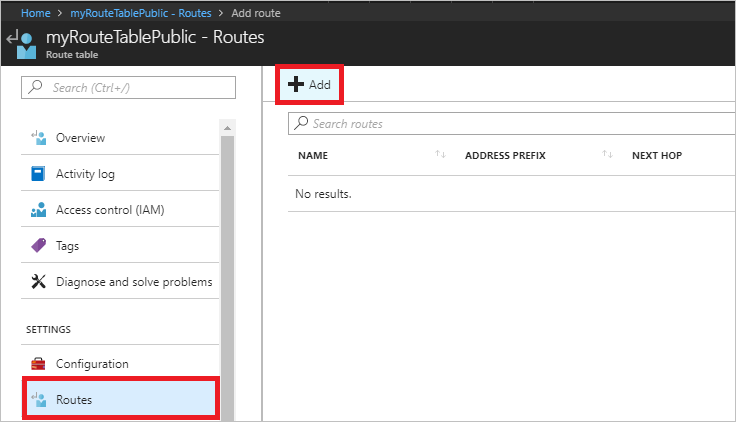 Home > myRouteTablePublic - Routes > Add route
myRouteTablePublic - Routes
Route table
Search (Ctrl+/)
Overview
Activity log
Access control (IAM)
Tags
Diagnose and solve problems
SETTINGS
Configuration
Routes
Add
Search routes
NAME ADDRESS PREFIX NEXT HOP
No results.